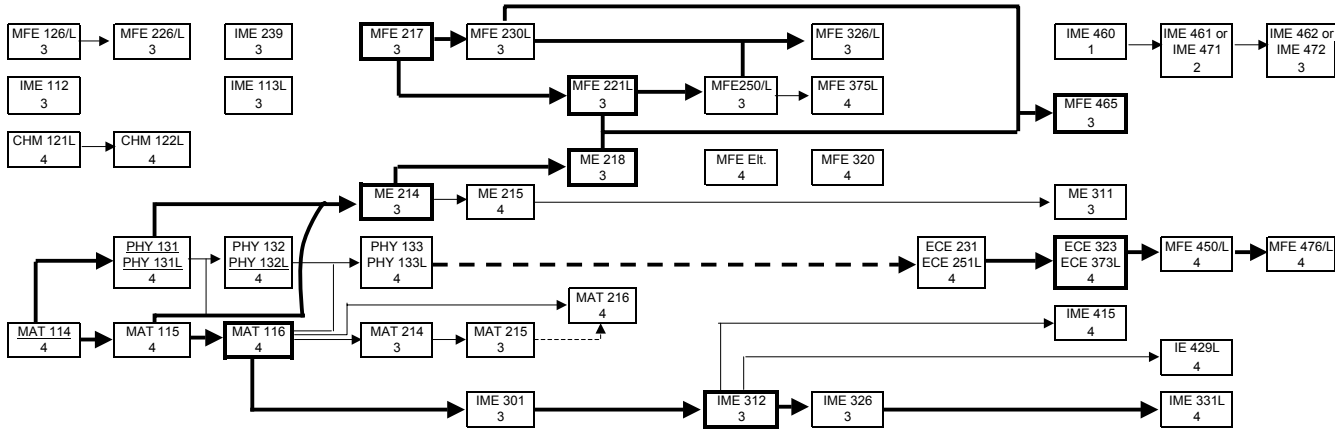 MFE 126/L
3
MFE 226/L
3
IME 239
3
MFE 217
3
MFE 230L
3
MFE 326/L
3
IME 460
1
IME 461 or
IME 471
2
IME 462 or
IME 472
3
IME 112
3
IME 113L
3
MFE 221L
3
MFE250/L
3
MFE 375L
4
MFE 465
3
CHM 121L
4
CHM 122L
4
ME 218
3
MFE Elt.
4
MFE 320
4
ME 214
3
ME 215
4
ME 311
3
PHY 131
PHY 131L
4
PHY 132
PHY 132L
4
PHY 133
PHY 133L
4
ECE 231
ECE 251L
4
ECE 323
ECE 373L
4
MFE 450/L
4
MFE 476/L
4
MAT 216
4
MAT 114
4
MAT 115
4
MAT 116
4
MAT 214
3
MAT 215
3
IME 415
4
IE 429L
4
IME 301
3
IME 312
3
IME 326
3
IME 331L
4